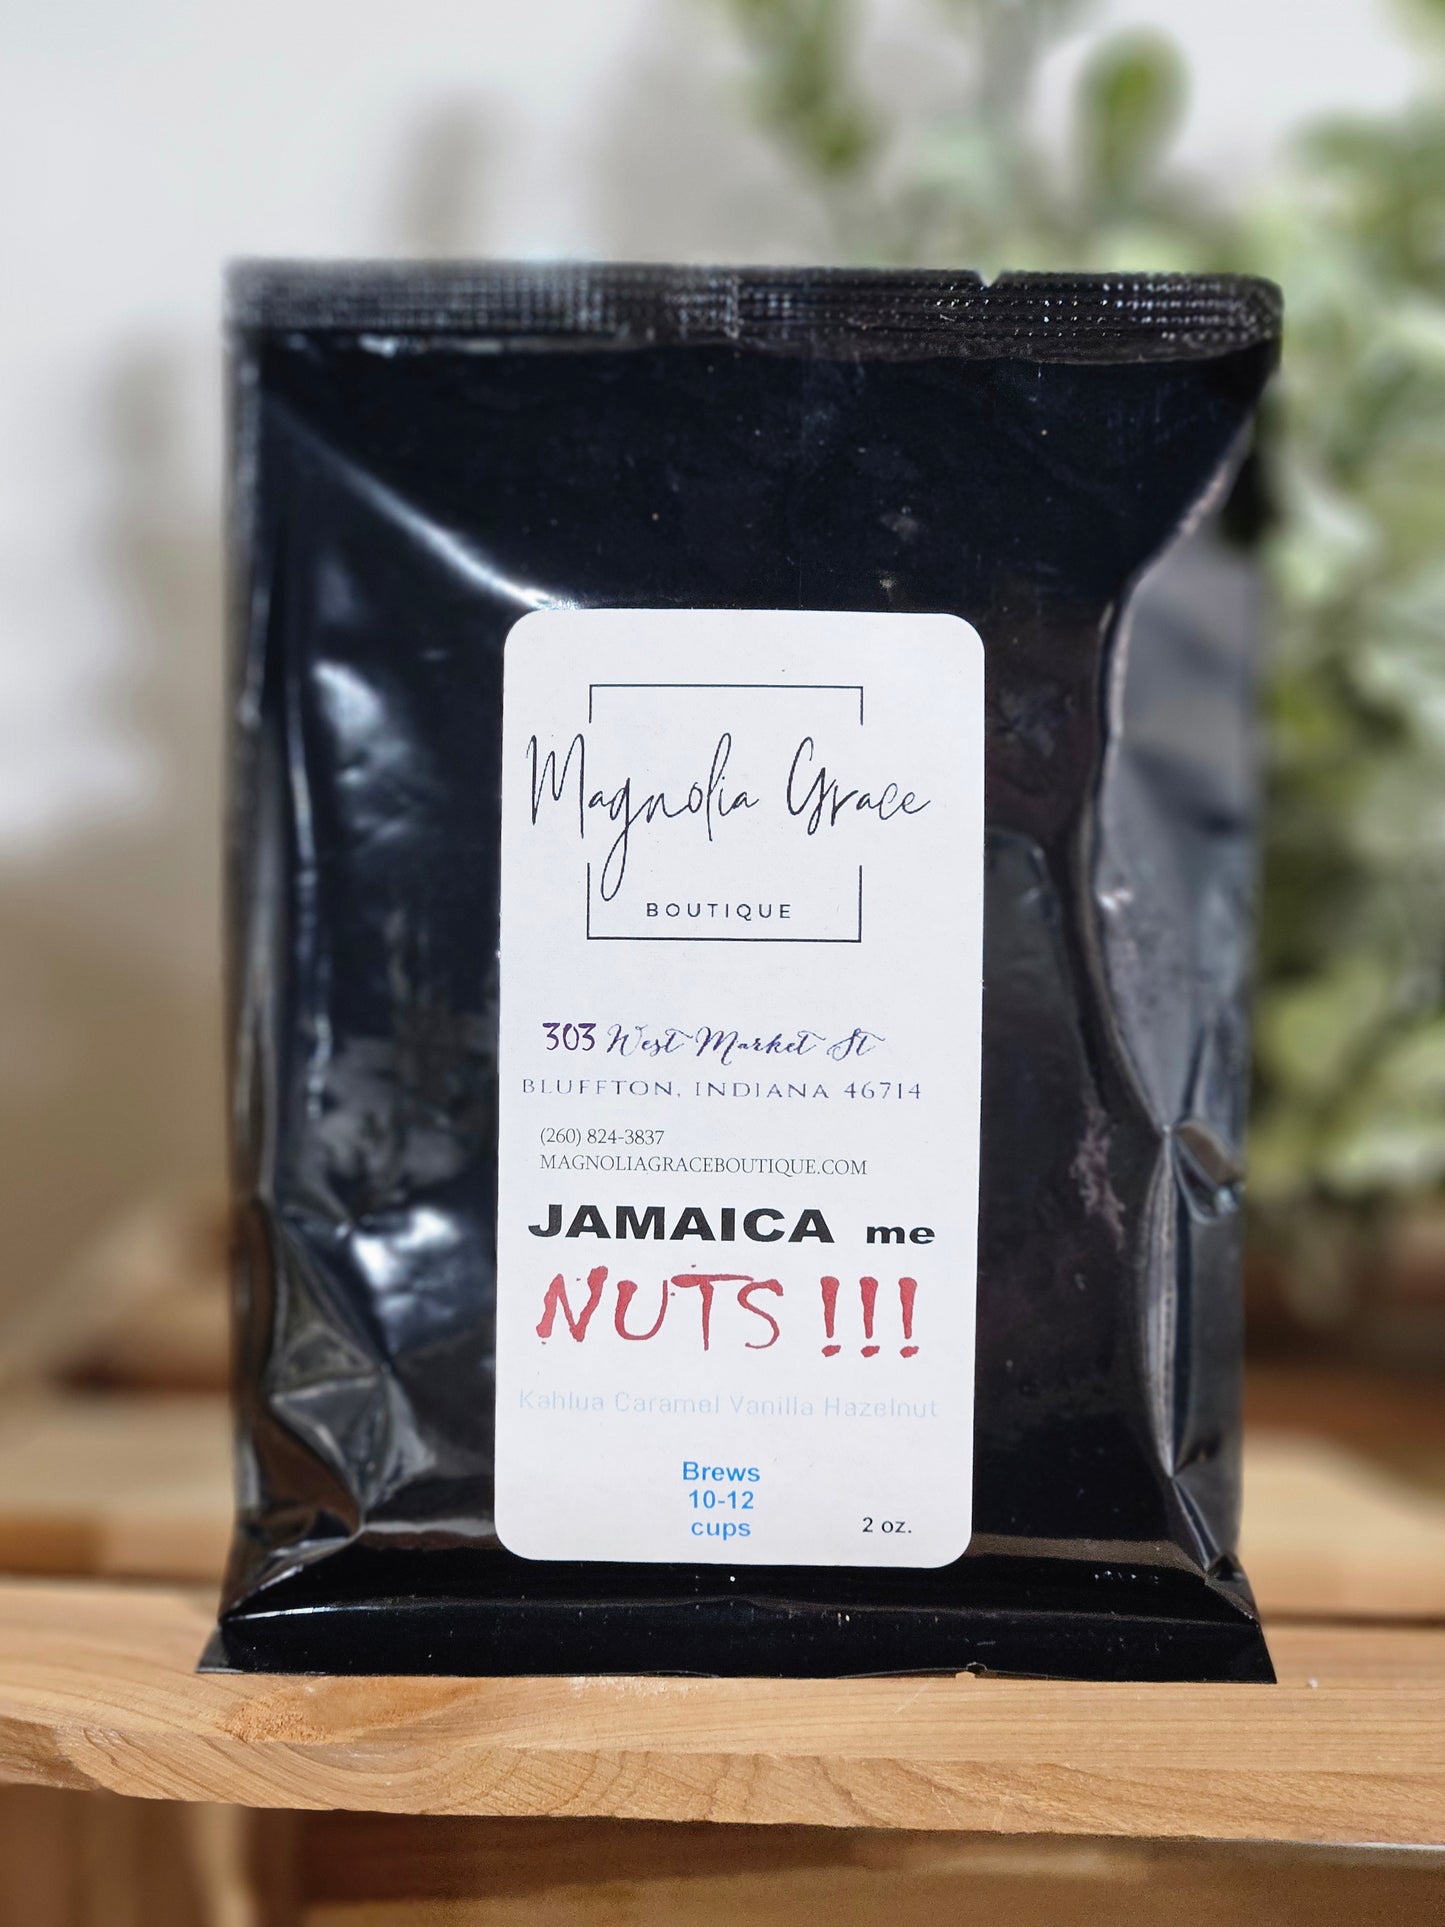 Magnolia Grace
BOUTIQUE
303 West Market St
BLUFFTON, INDIANA 46714
(260) 824-3837
MAGNOLIAGRACEBOUTIQUE.COM
JAMAICA me
NUTS!!!
Kahlua Caramel Vanilla Hazelnut
Brews
10-12
cups
2 oz.